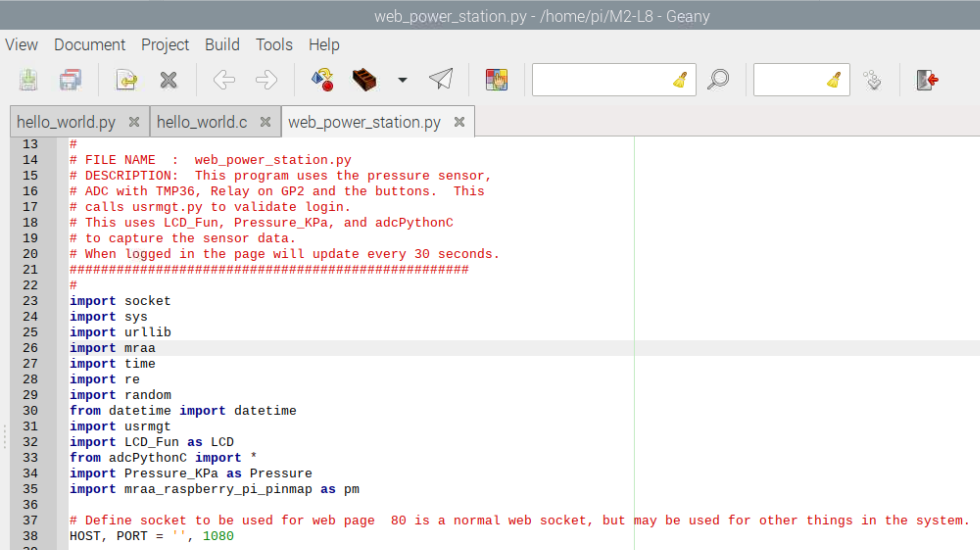 web_power_station.py - /home/pi/M2-L8 - Geany
View Document Project Build Tools Help
hello_world.py hello_world.c web_power_station.py
13 #
14 # FILE NAME  :  web_power_station.py
15 # DESCRIPTION:  This program uses the pressure sensor,
16 # ADC with TMP36, Relay on GP2 and the buttons.  This
17 # calls usrmgt.py to validate login.
18 # This uses LCD_Fun, Pressure_KPa, and adcPythonC
19 # to capture the sensor data.
20 # When logged in the page will update every 30 seconds.
21 ###################################################
22 #
23 import socket
24 import sys
25 import urllib
26 import mraa
27 import time
28 import re
29 import random
30 from datetime import datetime
31 import usrmgt
32 import LCD_Fun as LCD
33 from adcPythonC import *
34 import Pressure_KPa as Pressure
35 import mraa_raspberry_pi_pinmap as pm
36
37 # Define socket to be used for web page  80 is a normal web socket, but may be used for other things in the system.
38 HOST, PORT = '', 1080